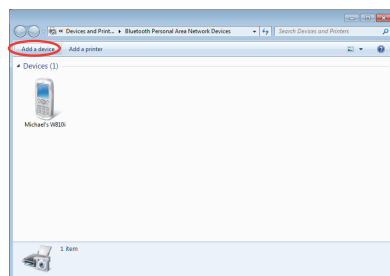 « Devices and Print... ▸ Bluetooth Personal Area Network Devices Search Devices and Printers
Add a device Add a printer
Devices (1)
Michael's W810i
1 item